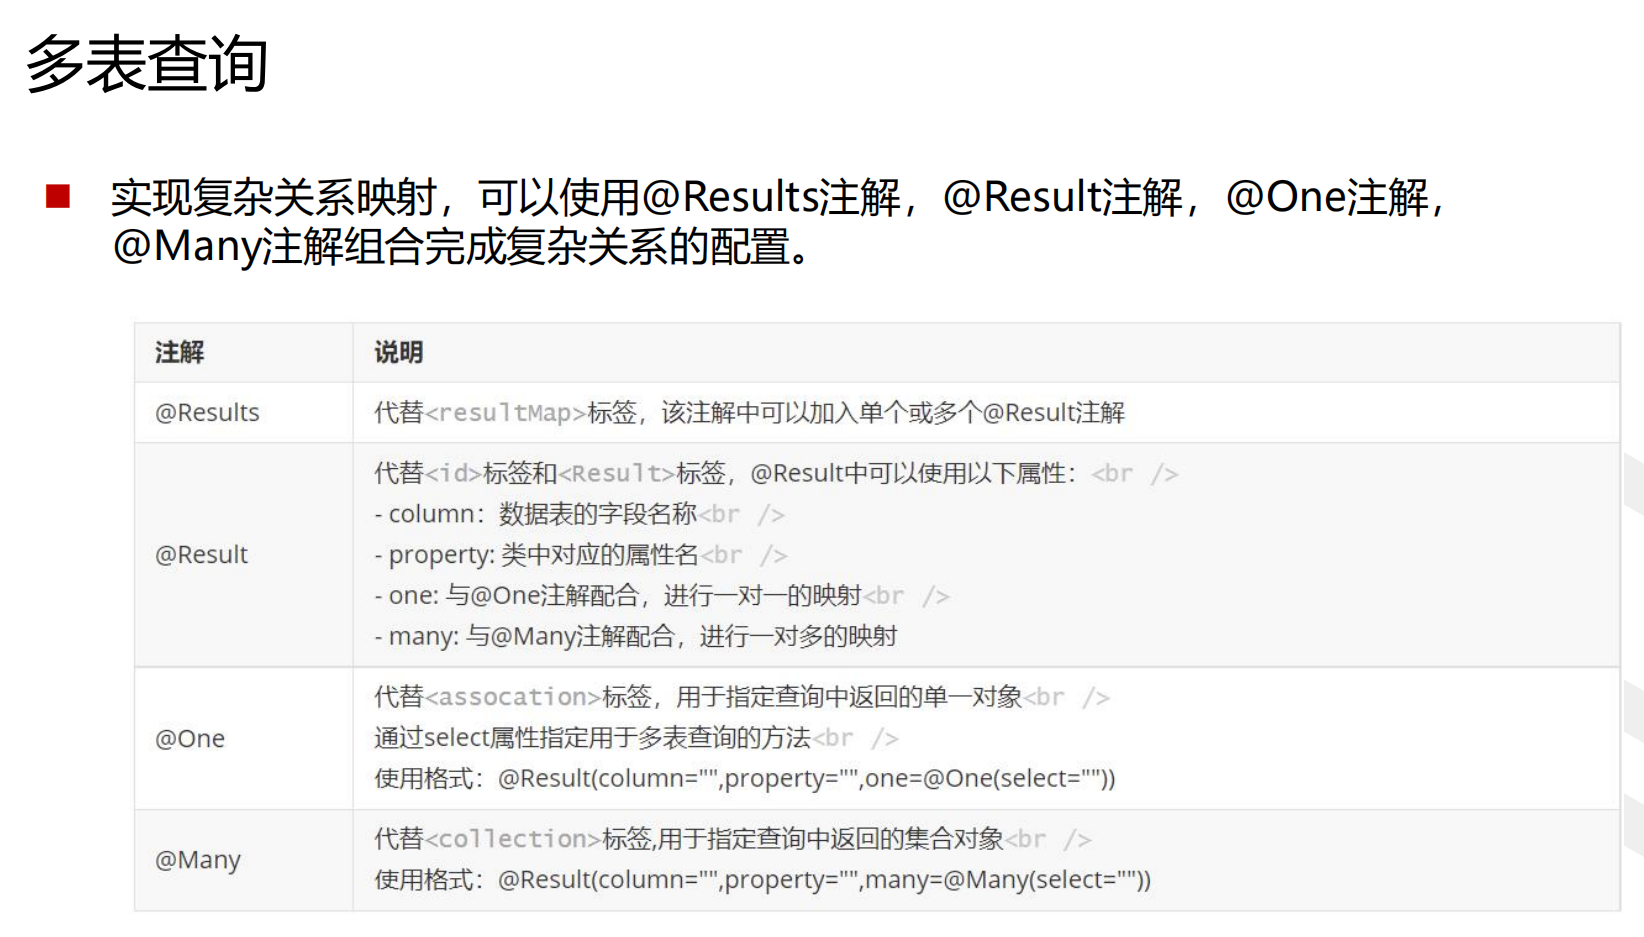 多表查询
实现复杂关系映射，可以使用@Results注解，@Result注解，@One注解，
@Many注解组合完成复杂关系的配置。
注解 说明
@Results 代替<resultMap>标签，该注解中可以加入单个或多个@Result注解
代替<id>标签和<Result>标签，@Result中可以使用以下属性：<br />
- column：数据表的字段名称<br />
@Result - property: 类中对应的属性名<br />
- one: 与@One注解配合，进行一对一的映射<br />
- many: 与@Many注解配合，进行一对多的映射
代替<assocation>标签，用于指定查询中返回的单一对象<br />
@One 通过select属性指定用于多表查询的方法<br />
使用格式：@Result(column="",property="",one=@One(select=""))
@Many 代替<collection>标签,用于指定查询中返回的集合对象<br />
使用格式：@Result(column="",property="",many=@Many(select=""))